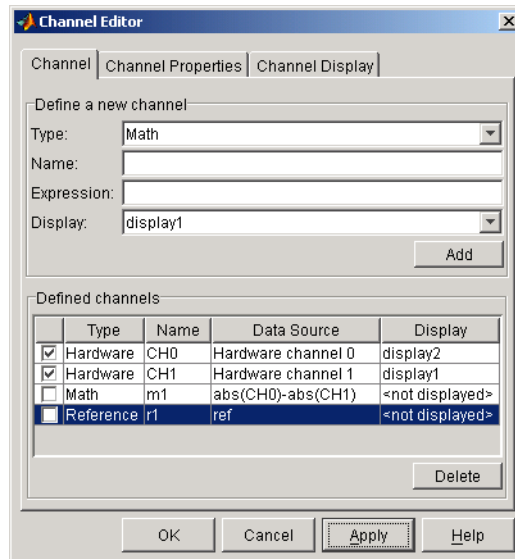 Channel Editor
Channel Channel Properties Channel Display
Define a new channel
Type: Math
Name:
Expression:
Display: display1
Add
Defined channels
Type Name Data Source Display
Hardware CH0 Hardware channel 0 display2
Hardware CH1 Hardware channel 1 display1
Math m1 abs(CH0)-abs(CH1) <not displayed>
Reference r1 ref <not displayed>
Delete
OK Cancel Apply Help